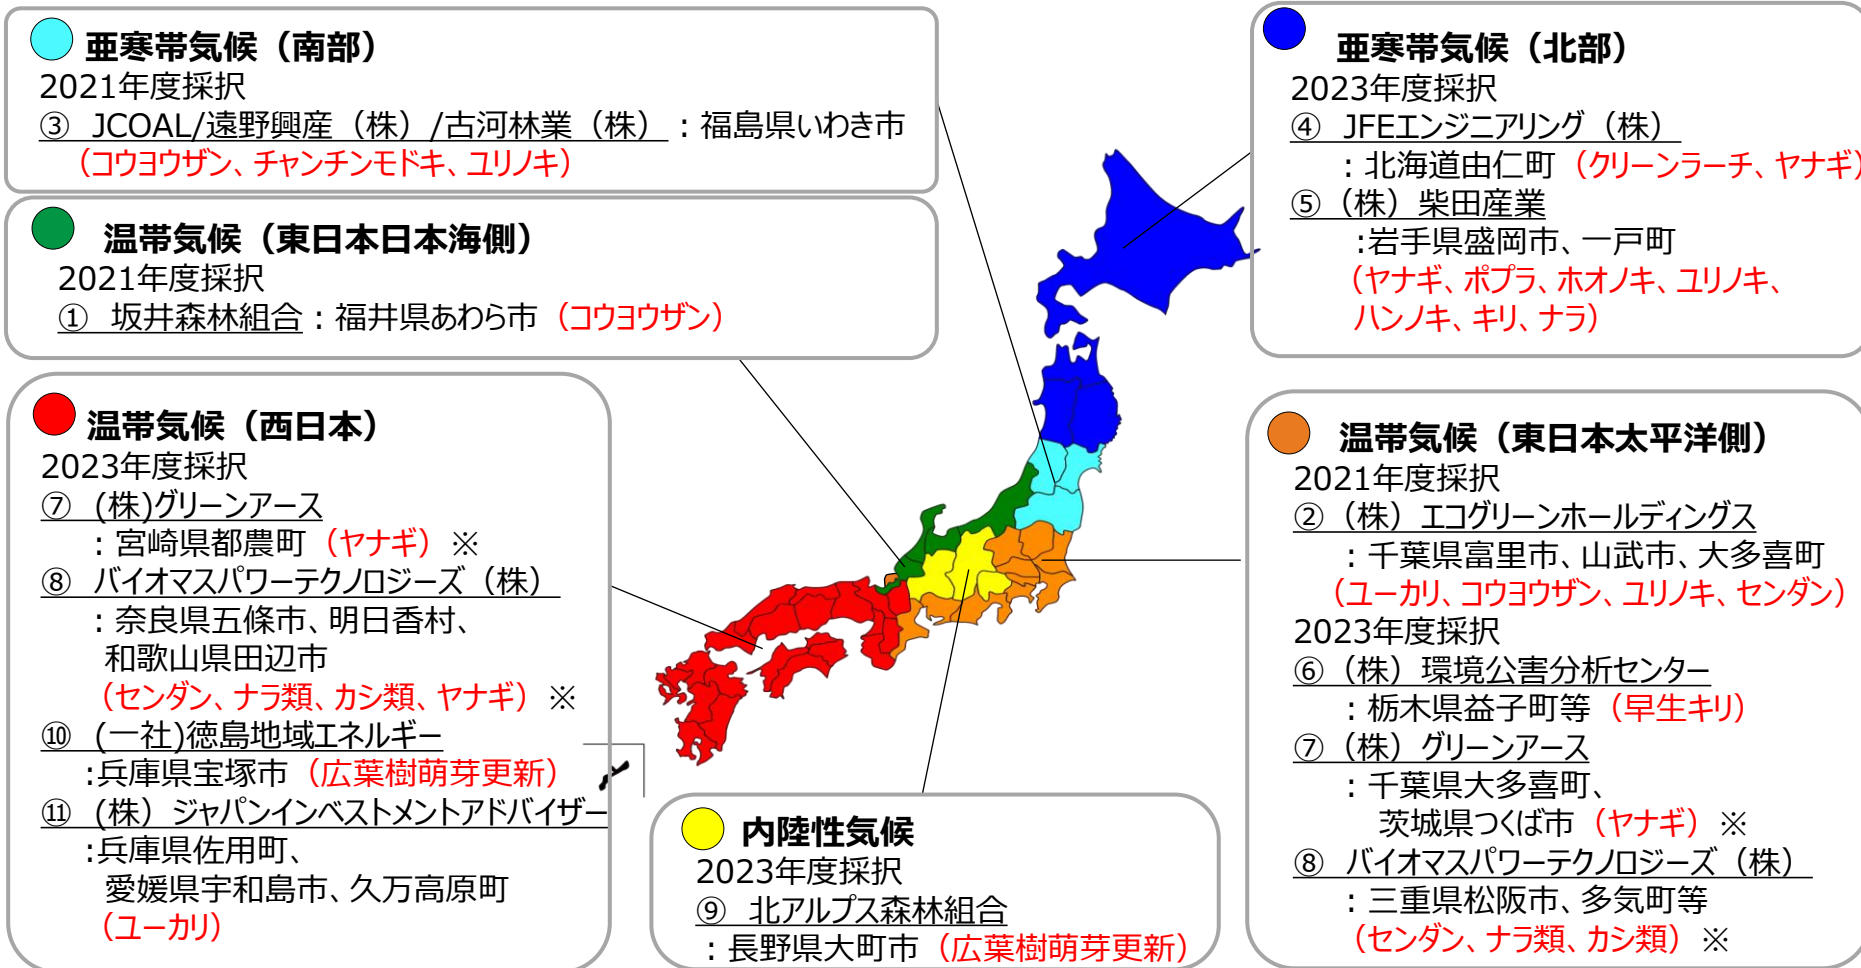 亜寒帯気候（南部）
2021年度採択
③ JCOAL/遠野興産（株）/古河林業（株）：福島県いわき市
（コウヨウザン、チャンチンモドキ、ユリノキ）
温帯気候（東日本日本海側）
2021年度採択
① 坂井森林組合：福井県あわら市（コウヨウザン）
温帯気候（西日本）
2023年度採択
⑦ (株)グリーンアース
：宮崎県都農町（ヤナギ）※
⑧ バイオマスパワーテクノロジーズ（株）
：奈良県五條市、明日香村、
和歌山県田辺市
（センダン、ナラ類、カシ類、ヤナギ）※
⑩ (一社)徳島地域エネルギー
:兵庫県宝塚市（広葉樹萌芽更新）
⑪ （株）ジャパンインベストメントアドバイザー
:兵庫県佐用町、
愛媛県宇和島市、久万高原町
（ユーカリ）
内陸性気候
2023年度採択
⑨ 北アルプス森林組合
：長野県大町市（広葉樹萌芽更新）
亜寒帯気候（北部）
2023年度採択
④ JFEエンジニアリング（株）
：北海道由仁町（クリーンラーチ、ヤナギ）
⑤ （株）柴田産業
:岩手県盛岡市、一戸町
（ヤナギ、ポプラ、ホオノキ、ユリノキ、
ハンノキ、キリ、ナラ）
温帯気候（東日本太平洋側）
2021年度採択
② （株）エコグリーンホールディングス
：千葉県富里市、山武市、大多喜町
（ユーカリ、コウヨウザン、ユリノキ、センダン）
2023年度採択
⑥ （株）環境公害分析センター
：栃木県益子町等（早生キリ）
⑦ （株）グリーンアース
：千葉県大多喜町、
茨城県つくば市（ヤナギ）※
⑧ バイオマスパワーテクノロジーズ（株）
：三重県松阪市、多気町等
（センダン、ナラ類、カシ類）※